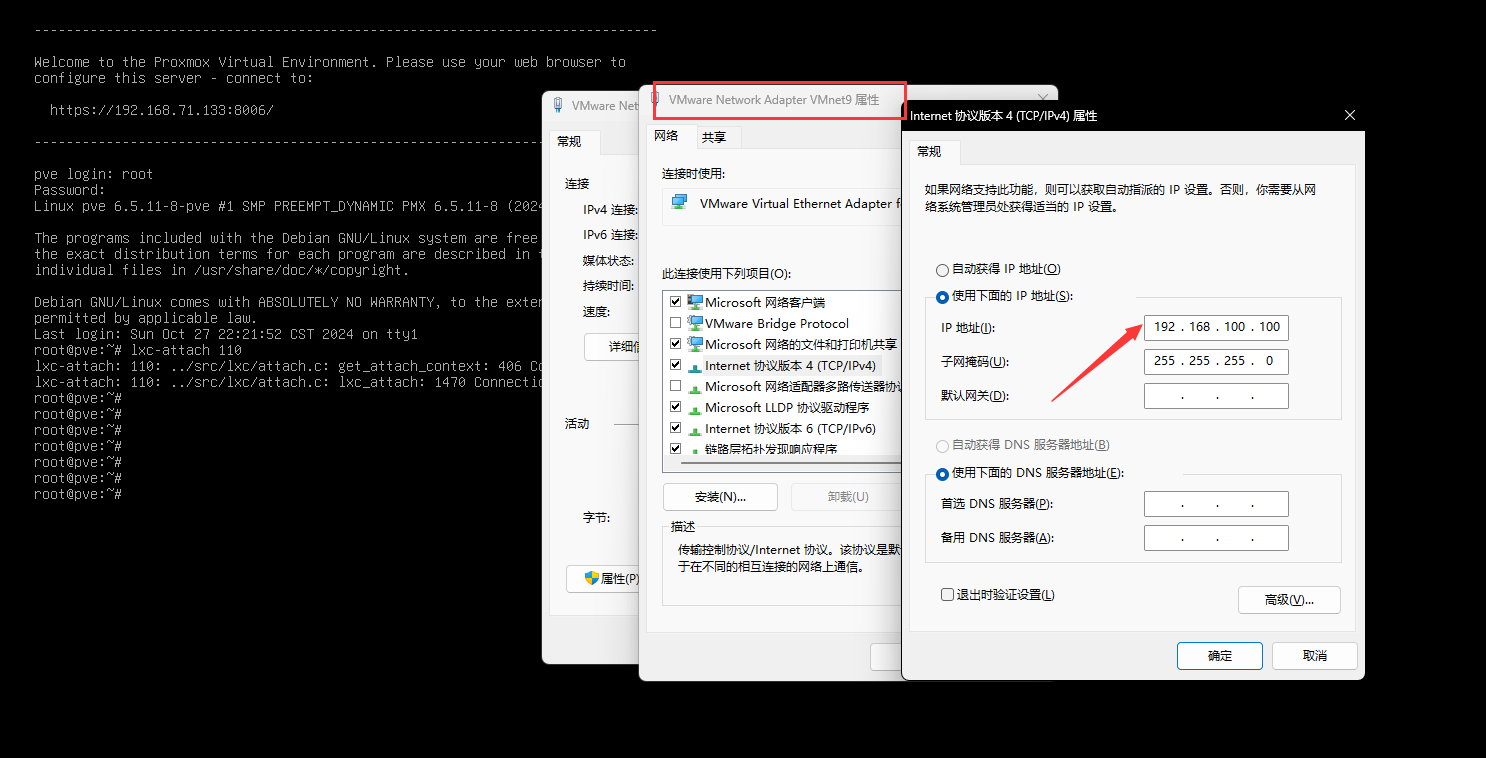 --------------------------------------------------------------------------------
Welcome to the Proxmox Virtual Environment. Please use your web browser to
configure this server - connect to:
https://192.168.71.133:8006/
--------------------------------------------------------------------------------
pve login: root
Password:
Linux pve 6.5.11-8-pve #1 SMP PREEMPT_DYNAMIC PMX 6.5.11-8 (2024
The programs included with the Debian GNU/Linux system are free
the exact distribution terms for each program are described in t
individual files in /usr/share/doc/*/copyright.
Debian GNU/Linux comes with ABSOLUTELY NO WARRANTY, to the exte
permitted by applicable law.
Last login: Sun Oct 27 22:21:52 CST 2024 on tty1
root@pve:~# lxc-attach 110
lxc-attach: 110: ../src/lxc/attach.c: get_attach_context: 406 Co
lxc-attach: 110: ../src/lxc/attach.c: lxc_attach: 1470 Connectio
root@pve:~#
root@pve:~#
root@pve:~#
root@pve:~#
root@pve:~#
root@pve:~#
root@pve:~#
VMware Net
常规
连接
IPv4 连接:
IPv6 连接:
媒体状态:
持续时间:
速度:
详细信
活动
字节:
属性(P)
VMware Network Adapter VMnet9 属性
网络
共享
连接时使用:
VMware Virtual Ethernet Adapter f
此连接使用下列项目(O):
Microsoft 网络客户端
VMware Bridge Protocol
Microsoft 网络的文件和打印机共享
Internet 协议版本 4 (TCP/IPv4)
Microsoft 网络适配器多路传送器协议
Microsoft LLDP 协议驱动程序
Internet 协议版本 6 (TCP/IPv6)
链路层拓扑发现响应程序
安装(N)...
卸载(U)
描述
传输控制协议/Internet 协议。该协议是默
于在不同的相互连接的网络上通信。
Internet 协议版本 4 (TCP/IPv4) 属性
常规
如果网络支持此功能，则可以获取自动指派的 IP 设置。否则，你需要从网
络系统管理员处获得适当的 IP 设置。
自动获得 IP 地址(O)
使用下面的 IP 地址(S):
IP 地址(I): 192 . 168 . 100 . 100
子网掩码(U): 255 . 255 . 255 . 0
默认网关(D): . . .
自动获得 DNS 服务器地址(B)
使用下面的 DNS 服务器地址(E):
首选 DNS 服务器(P): . . .
备用 DNS 服务器(A): . . .
退出时验证设置(L)
高级(V)...
确定
取消